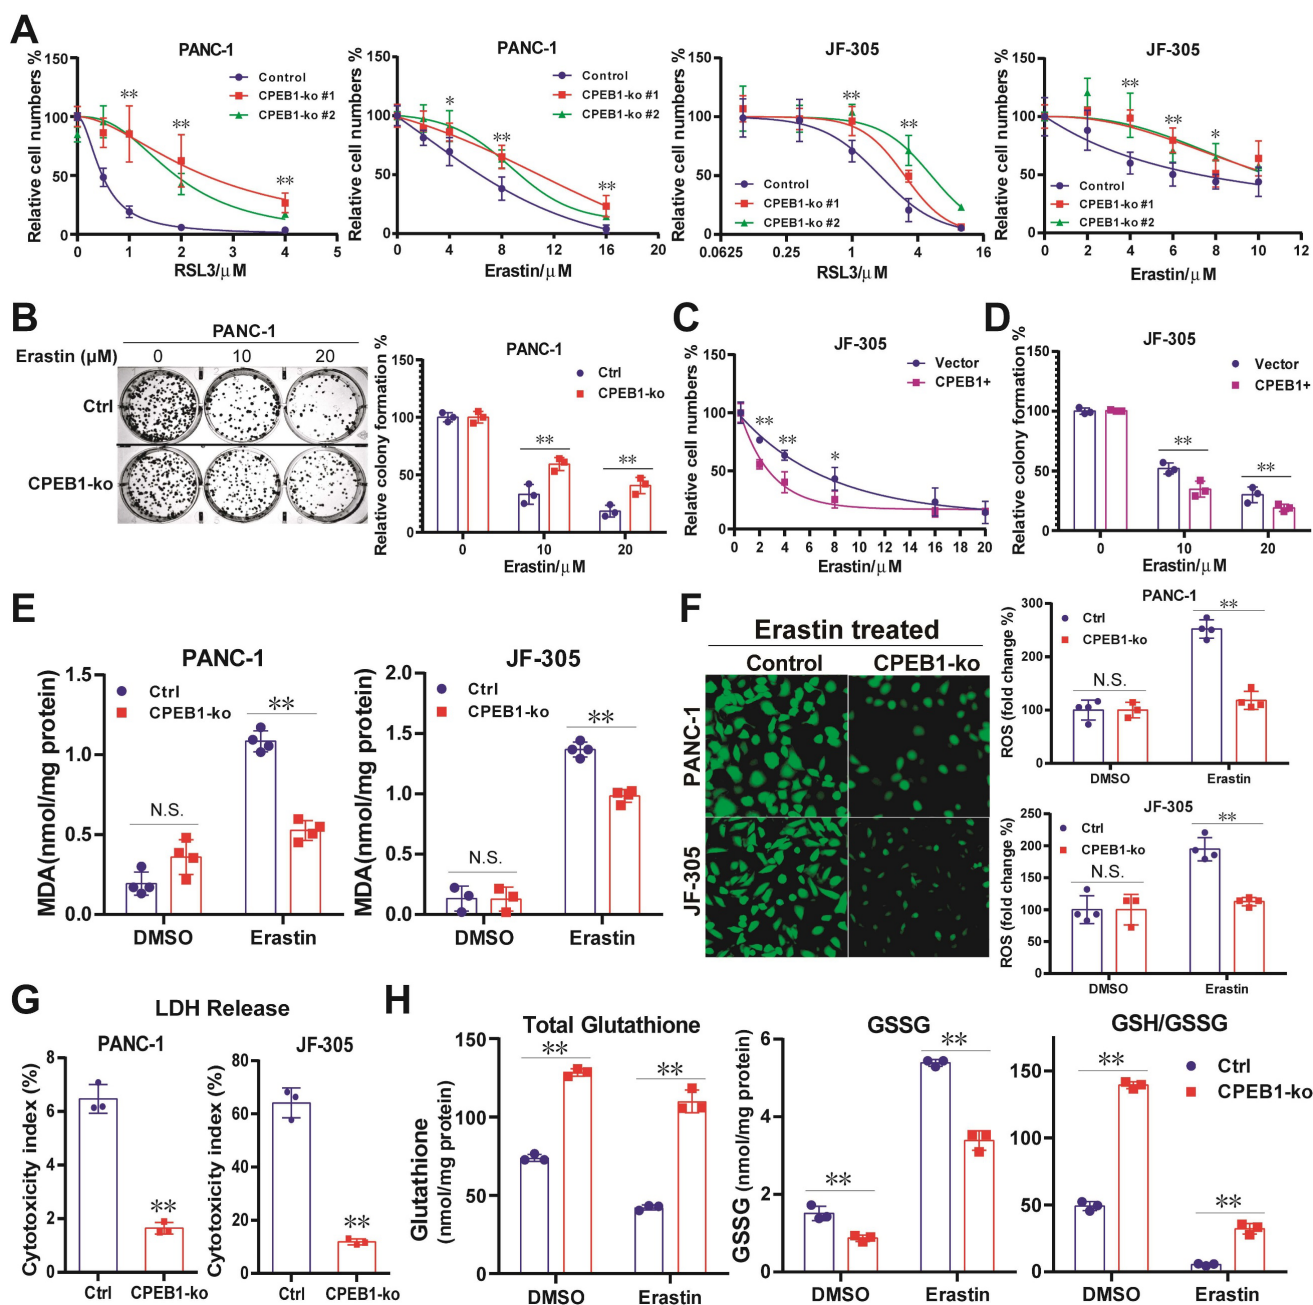 A
PANC-1
Relative cell numbers %
150
100
50
0
0 1 2 3 4 5
RSL3/μM
Control
CPEB1-ko #1
CPEB1-ko #2
** ** **
PANC-1
Relative cell numbers %
150
100
50
0
0 4 8 12 16 20
Erastin/μM
Control
CPEB1-ko #1
CPEB1-ko #2
* ** **
JF-305
Relative cell numbers %
150
100
50
0
0.0625 0.25 1 4 16
RSL3/μM
Control
CPEB1-ko #1
CPEB1-ko #2
** **
JF-305
Relative cell numbers %
150
100
50
0
0 2 4 6 8 10 12
Erastin/μM
Control
CPEB1-ko #1
CPEB1-ko #2
** ** *
B
PANC-1
Erastin (μM) 0 10 20
Ctrl
CPEB1-ko
PANC-1
Relative colony formation %
150
100
50
0
0 10 20
Erastin/μM
Ctrl
CPEB1-ko
** **
C
JF-305
Relative cell numbers %
150
100
50
0
0 2 4 6 8 10 12 14 16 18 20
Erastin/μM
Vector
CPEB1+
** ** *
D
JF-305
Relative colony formation %
150
100
50
0
0 10 20
Erastin/μM
Vector
CPEB1+
** **
E
PANC-1
MDA(nmol/mg protein)
1.5
1.0
0.5
0.0
DMSO Erastin
Ctrl
CPEB1-ko
N.S. **
JF-305
MDA(nmol/mg protein)
2.0
1.5
1.0
0.5
0.0
DMSO Erastin
Ctrl
CPEB1-ko
N.S. **
F
Erastin treated
Control CPEB1-ko
PANC-1
JF-305
PANC-1
ROS (fold change %)
300
200
100
0
DMSO Erastin
Ctrl
CPEB1-ko
N.S. **
JF-305
ROS (fold change %)
250
200
150
100
50
0
DMSO Erastin
Ctrl
CPEB1-ko
N.S. **
G
LDH Release
PANC-1
Cytotoxicity index (%)
8
6
4
2
0
Ctrl CPEB1-ko
**
JF-305
Cytotoxicity index (%)
80
60
40
20
0
Ctrl CPEB1-ko
**
H
Total Glutathione
Glutathione
(nmol/mg protein)
150
100
50
0
DMSO Erastin
** **
GSSG
GSSG (nmol/mg protein)
6
4
2
0
DMSO Erastin
** **
GSH/GSSG
150
100
50
0
DMSO Erastin
** **
Ctrl
CPEB1-ko